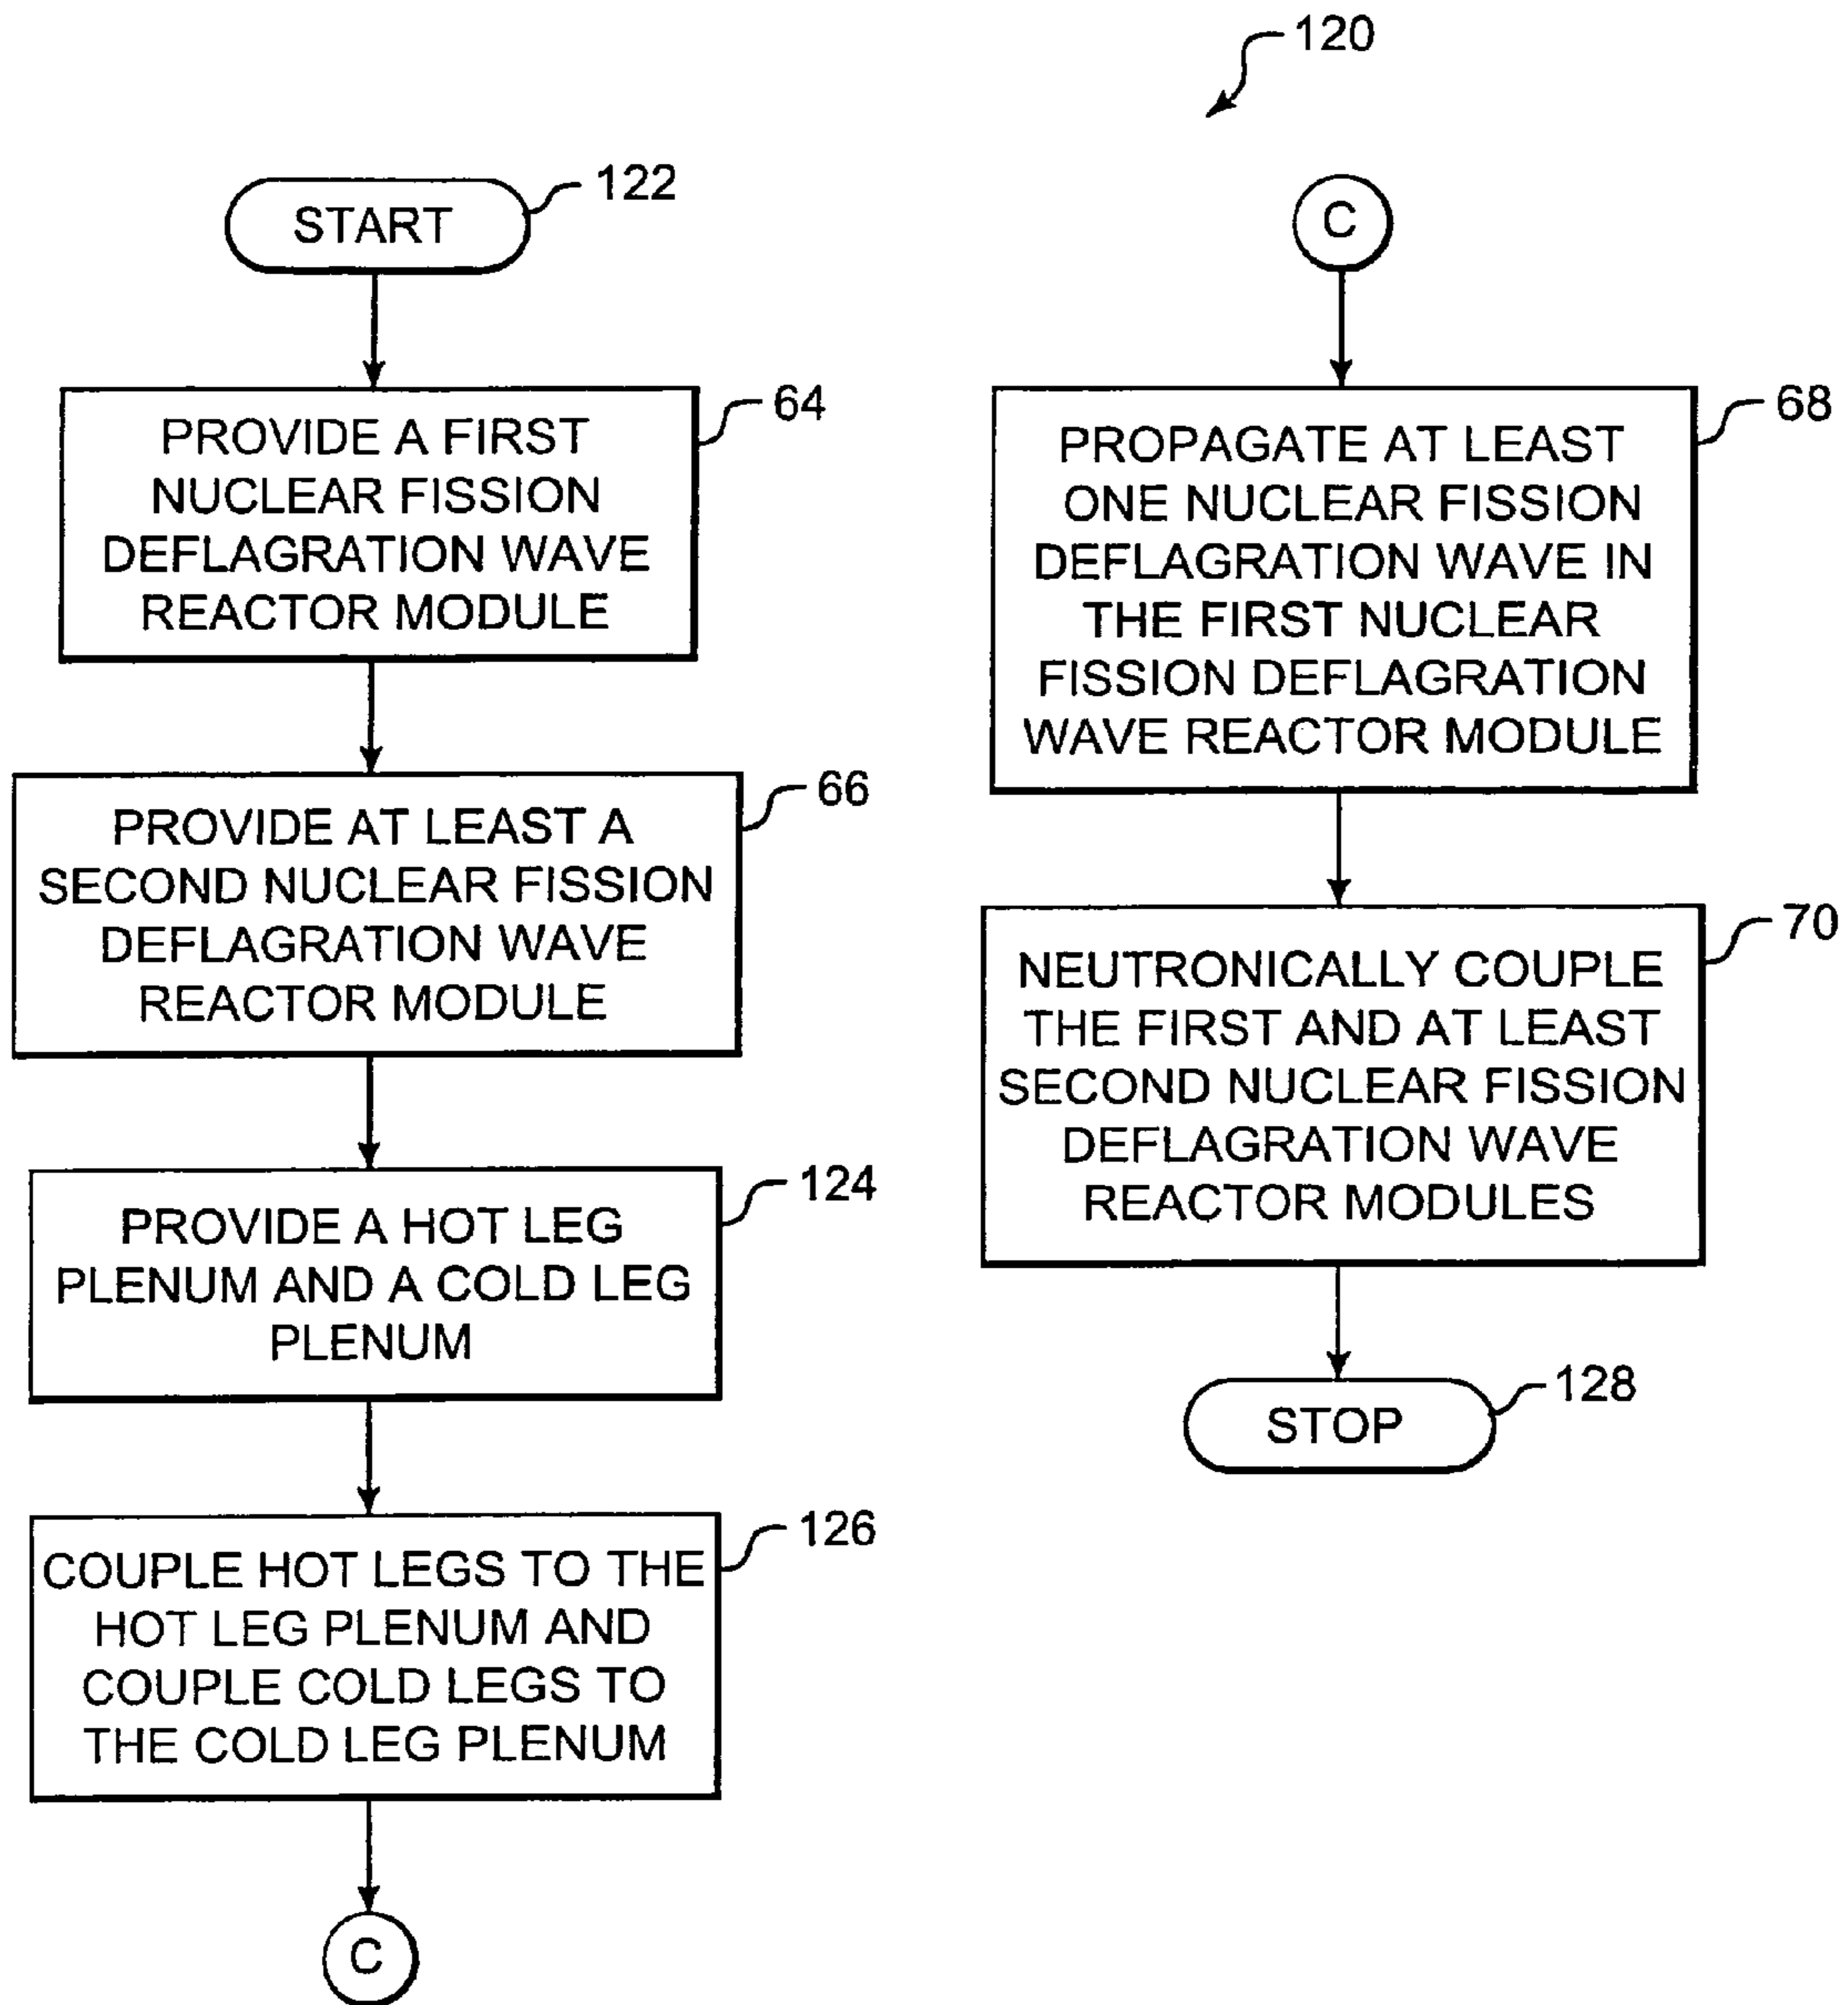 120
122
START
64
PROVIDE A FIRST
NUCLEAR FISSION
DEFLAGRATION WAVE
REACTOR MODULE
66
PROVIDE AT LEAST A
SECOND NUCLEAR FISSION
DEFLAGRATION WAVE
REACTOR MODULE
124
PROVIDE A HOT LEG
PLENUM AND A COLD LEG
PLENUM
126
COUPLE HOT LEGS TO THE
HOT LEG PLENUM AND
COUPLE COLD LEGS TO
THE COLD LEG PLENUM
C
C
68
PROPAGATE AT LEAST
ONE NUCLEAR FISSION
DEFLAGRATION WAVE IN
THE FIRST NUCLEAR
FISSION DEFLAGRATION
WAVE REACTOR MODULE
70
NEUTRONICALLY COUPLE
THE FIRST AND AT LEAST
SECOND NUCLEAR FISSION
DEFLAGRATION WAVE
REACTOR MODULES
128
STOP